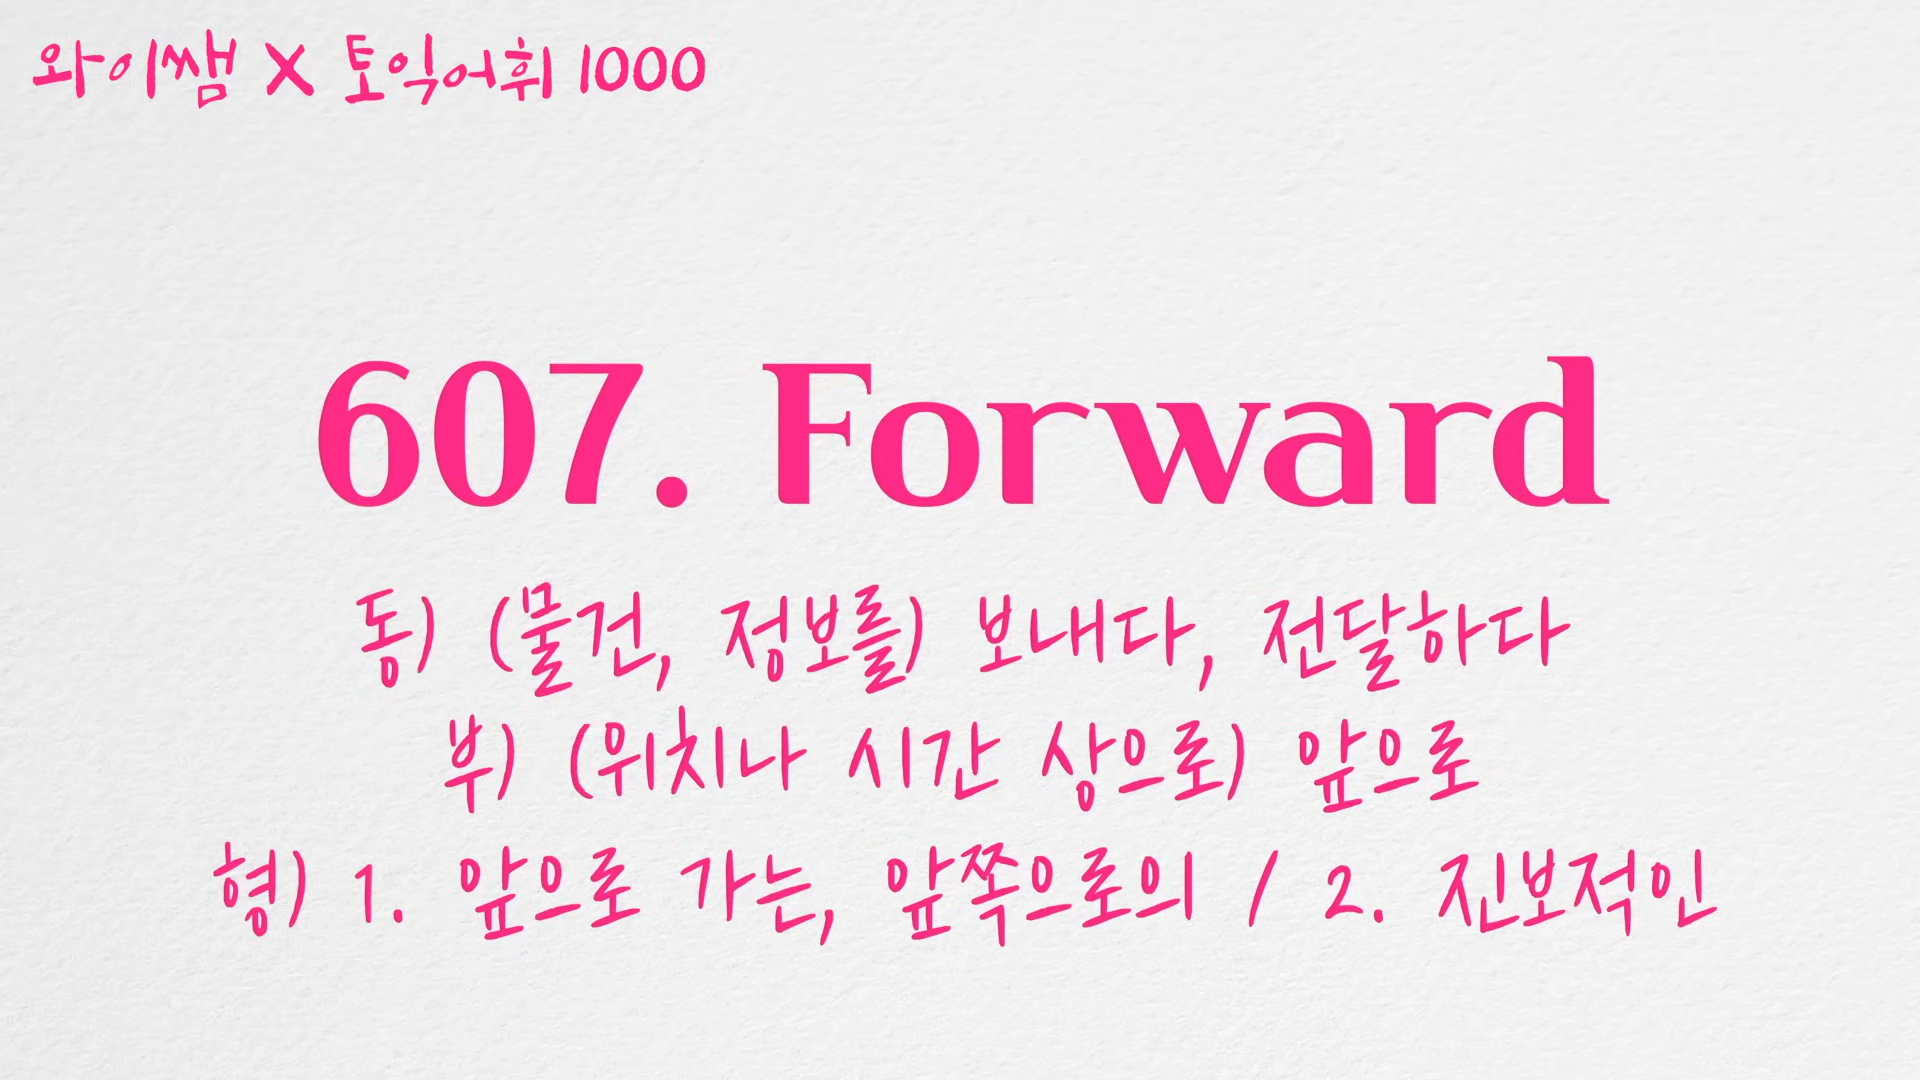 와이쌤 X 토익어휘 1000
607. Forward
동) (물건, 정보를) 보내다, 전달하다
부) (위치나 시간 상으로) 앞으로
형) 1. 앞으로 가는, 앞쪽으로의 / 2. 진보적인